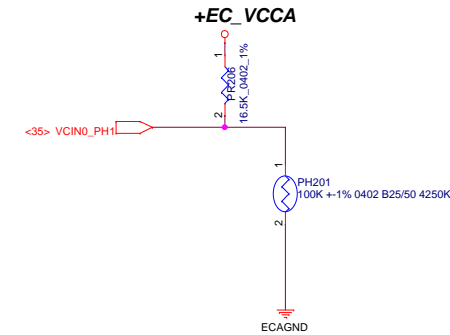 +EC_VCCA
1
PR206
16.5K_0402_1%
2
<35> VCIN0_PH1
1
PH201
100K +-1% 0402 B25/50 4250K
2
ECAGND